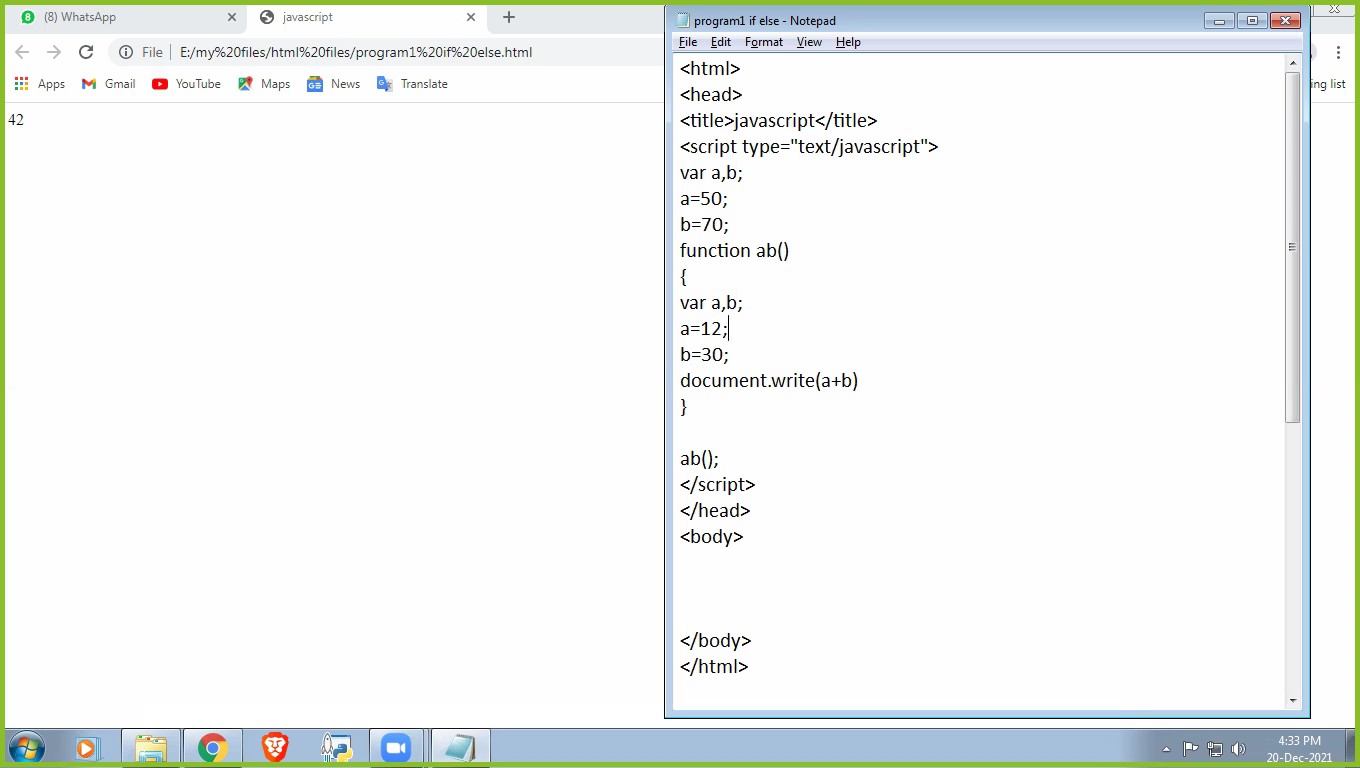 (8) WhatsApp
javascript
File | E:/my%20files/html%20files/program1%20if%20else.html
Apps Gmail YouTube Maps News Translate
ing list
42
program1 if else - Notepad
File Edit Format View Help
<html>
<head>
<title>javascript</title>
<script type="text/javascript">
var a,b;
a=50;
b=70;
function ab()
{
var a,b;
a=12;
b=30;
document.write(a+b)
}
ab();
</script>
</head>
<body>
</body>
</html>
4:33 PM
20-Dec-2021